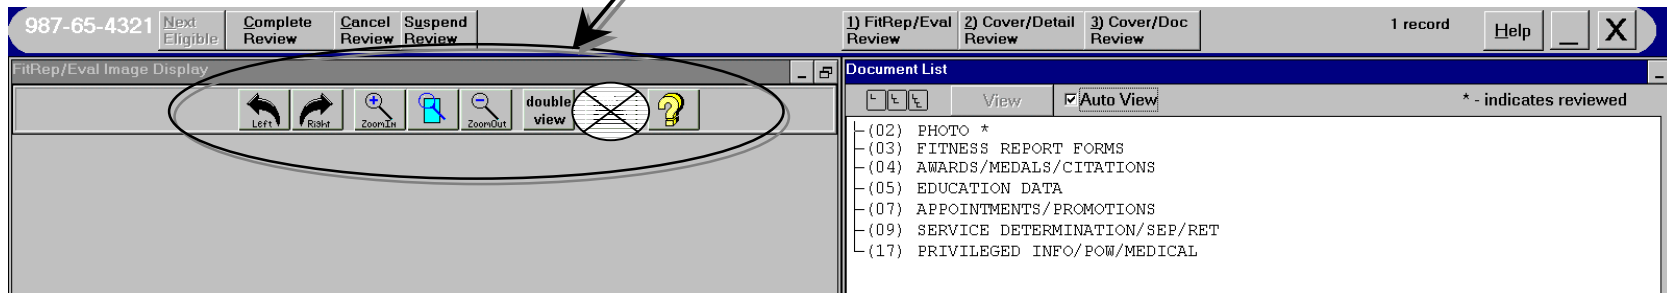 987-65-4321
Next Eligible
Complete Review
Cancel Review
Suspend Review
1) FitRep/Eval Review
2) Cover/Detail Review
3) Cover/Doc Review
1 record
Help
X
FitRep/Eval Image Display
Left
Right
ZoomIn
ZoomOut
double view
?
Document List
View
Auto View
* - indicates reviewed
(02) PHOTO *
(03) FITNESS REPORT FORMS
(04) AWARDS/MEDALS/CITATIONS
(05) EDUCATION DATA
(07) APPOINTMENTS/PROMOTIONS
(09) SERVICE DETERMINATION/SEP/RET
(17) PRIVILEGED INFO/POW/MEDICAL